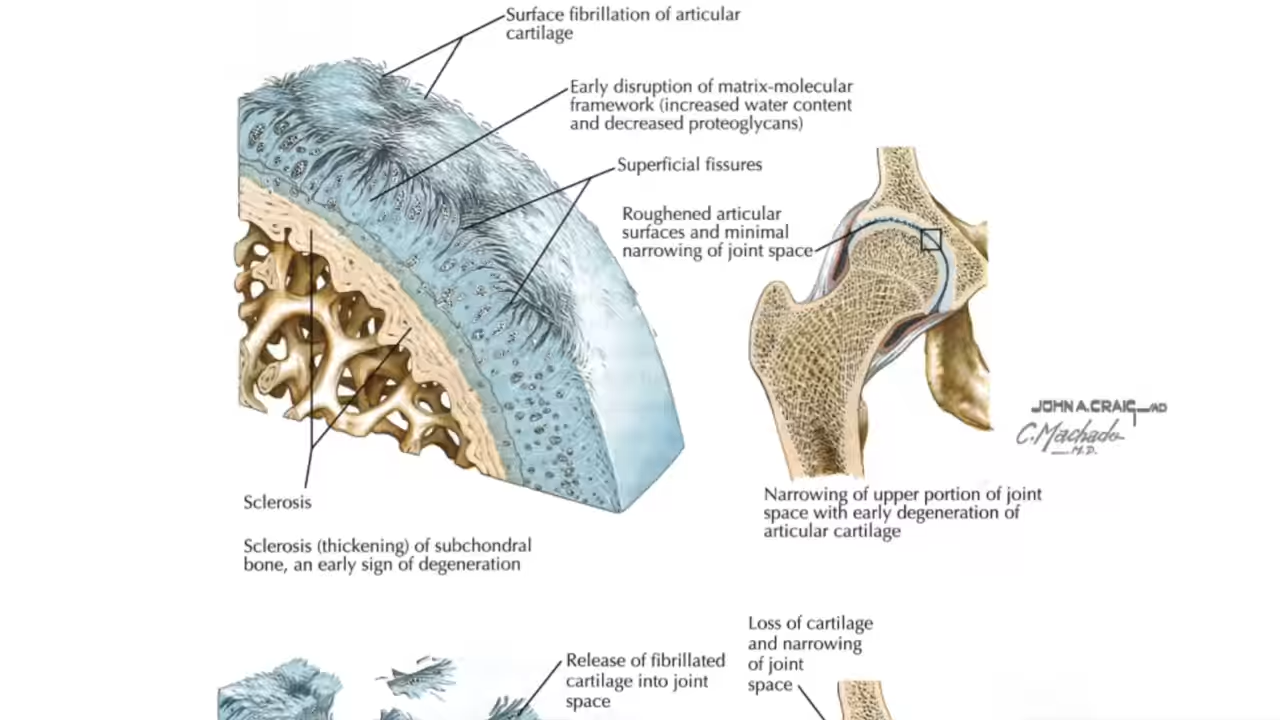 Surface fibrillation of articular
cartilage
Early disruption of matrix-molecular
framework (increased water content
and decreased proteoglycans)
Superficial fissures
Roughened articular
surfaces and minimal
narrowing of joint space
JOHN A. CRAIG—MD
C. Machado
—M.D.
Sclerosis
Narrowing of upper portion of joint
space with early degeneration of
articular cartilage
Sclerosis (thickening) of subchondral
bone, an early sign of degeneration
Loss of cartilage
and narrowing
of joint
space
Release of fibrillated
cartilage into joint
space